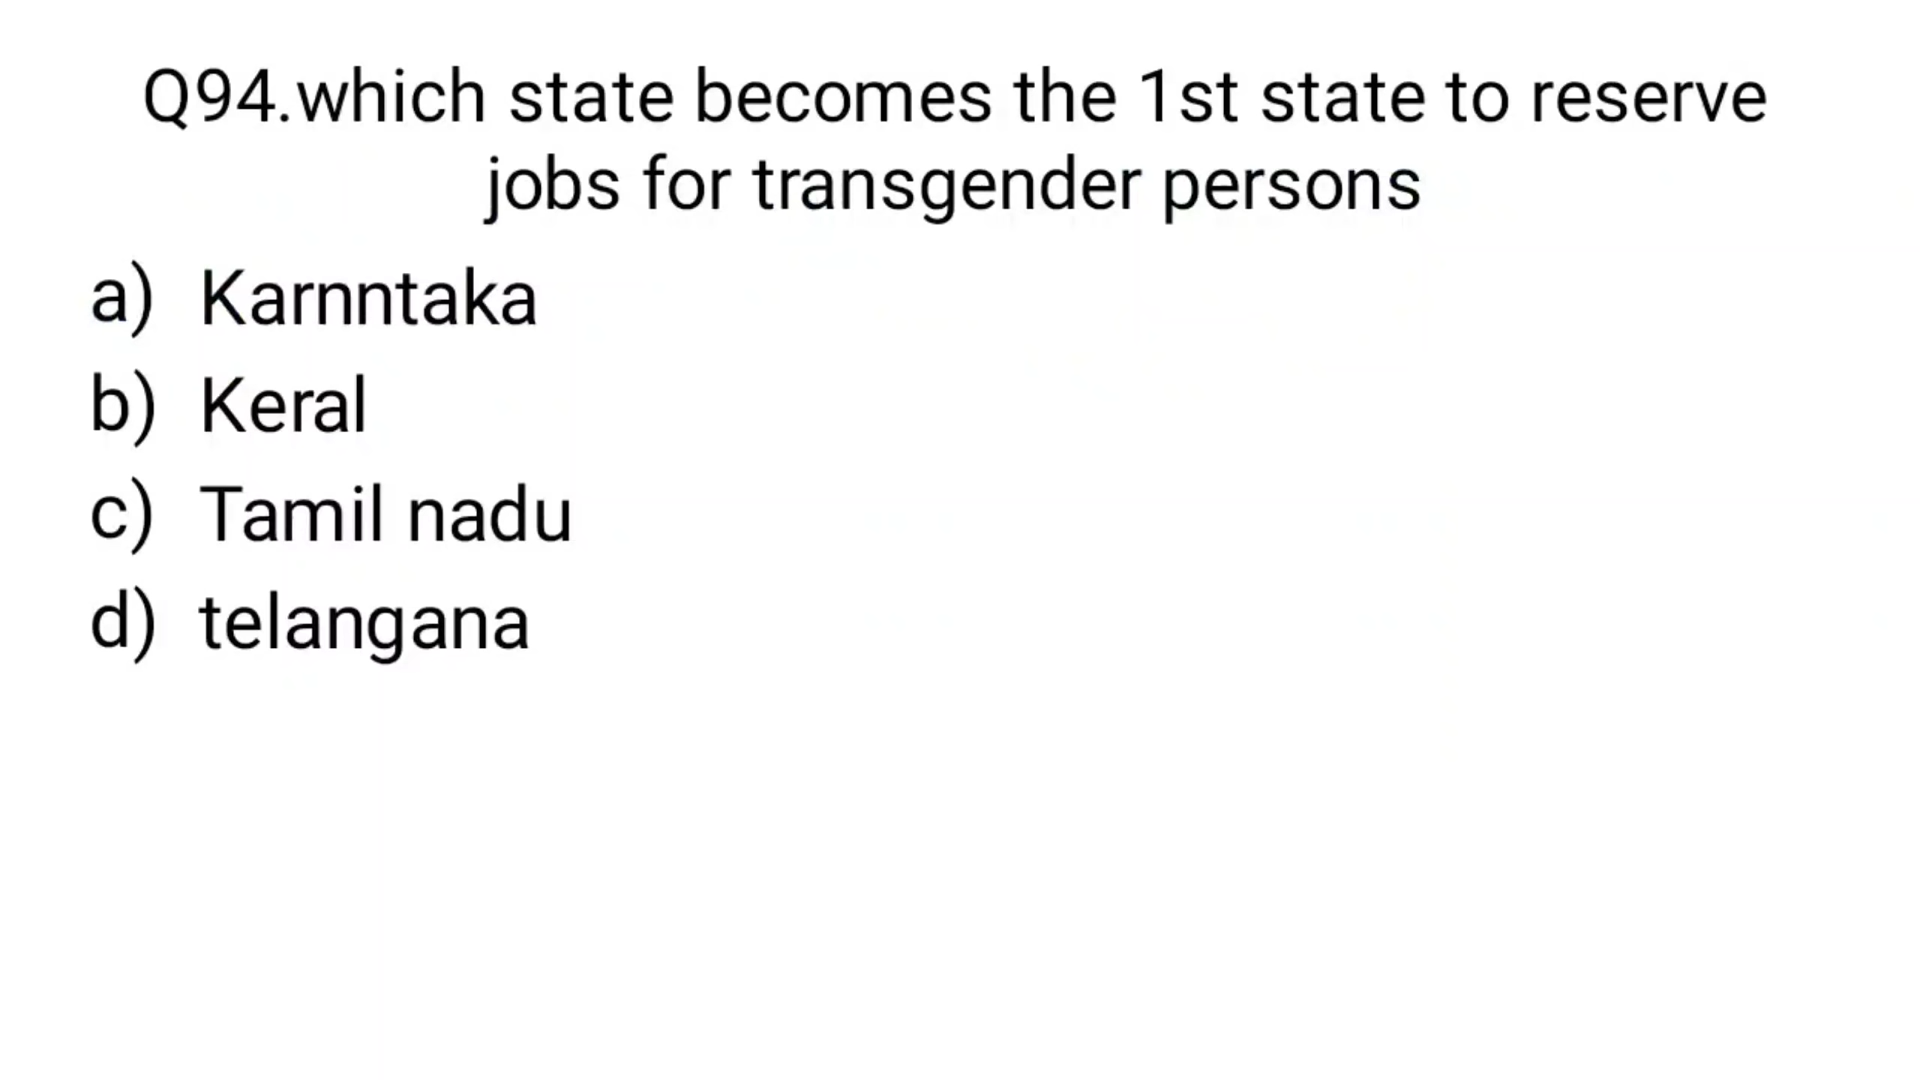 Q94.which state becomes the 1st state to reserve
jobs for transgender persons
a) Karnntaka
b) Keral
c) Tamil nadu
d) telangana